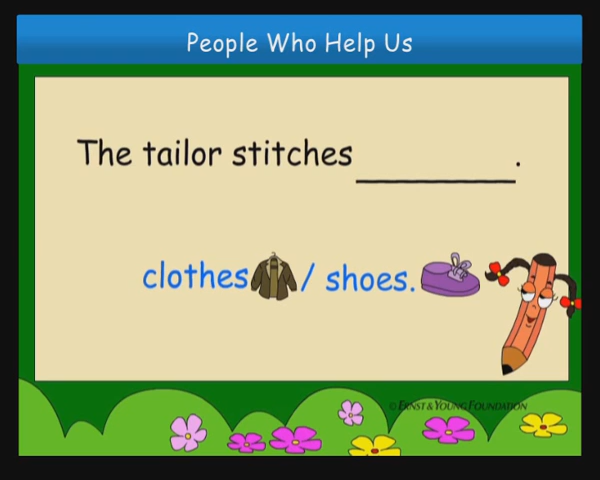 People Who Help Us
The tailor stitches ________.
clothes / shoes.
© ERNST & YOUNG FOUNDATION